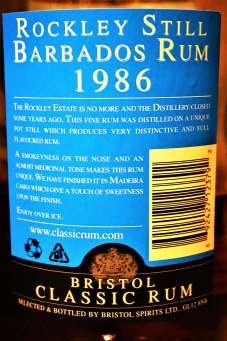 ROCKLEY STILL
BARBADOS RUM
1986
THE ROCKLEY ESTATE IS NO MORE AND THE DISTILLERY CLOSED
SOME YEARS AGO. THIS FINE RUM WAS DISTILLED ON A UNIQUE
POT STILL WHICH PRODUCES VERY DISTINCTIVE AND FULL
FLAVOURED RUM.
A SMOKEYNESS ON THE NOSE AND AN
ALMOST MEDICINAL TONE MAKES THIS RUM
UNIQUE. WE HAVE FINISHED IT IN MADEIRA
CASKS WHICH GIVE A TOUCH OF SWEETNESS
UPON THE FINISH.
ENJOY OVER ICE.
www.classicrum.com
BRISTOL
CLASSIC RUM
SELECTED & BOTTLED BY BRISTOL SPIRITS LTD., GL12 8NB